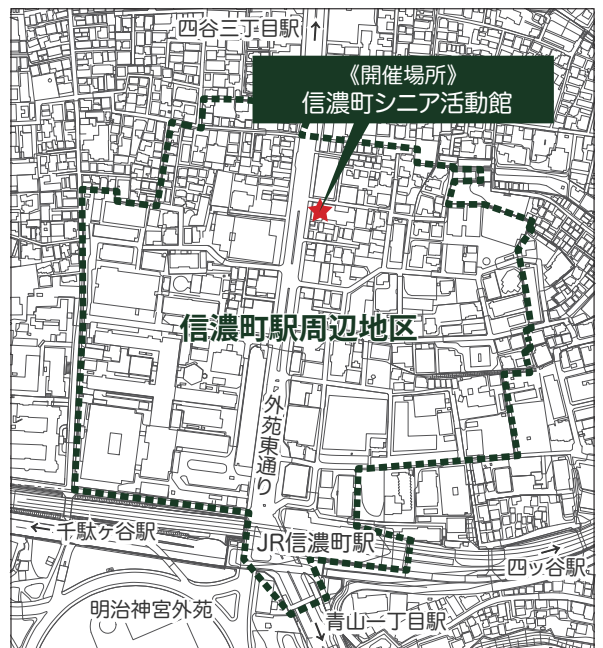 四谷三丁目駅↑
《開催場所》
信濃町シニア活動館
信濃町駅周辺地区
外苑東通り
←千駄ヶ谷駅
JR信濃町駅
四ッ谷駅→
明治神宮外苑
青山一丁目駅↓